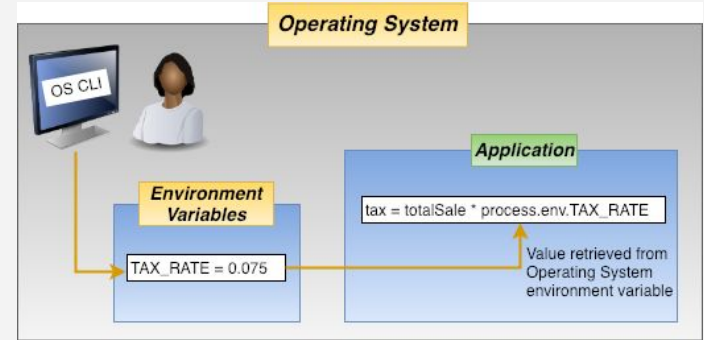 Operating System
OS CLI
Application
Environment
Variables
tax = totalSale * process.env.TAX_RATE
TAX_RATE = 0.075
Value retrieved from
Operating System
environment variable